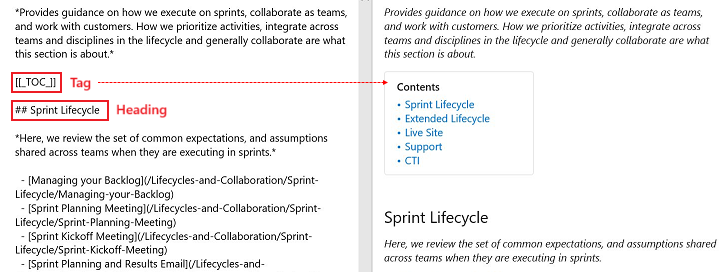 *Provides guidance on how we execute on sprints, collaborate as teams,
and work with customers. How we prioritize activities, integrate across
teams and disciplines in the lifecycle and generally collaborate are what
this section is about.*
[[_TOC_]] Tag
## Sprint Lifecycle Heading
*Here, we review the set of common expectations, and assumptions
shared across teams when they are executing in sprints.*
- [Managing your Backlog](/Lifecycles-and-Collaboration/Sprint-
Lifecycle/Managing-your-Backlog)
- [Sprint Planning Meeting](/Lifecycles-and-Collaboration/Sprint-
Lifecycle/Sprint-Planning-Meeting)
- [Sprint Kickoff Meeting](/Lifecycles-and-Collaboration/Sprint-
Lifecycle/Sprint-Kickoff-Meeting)
- [Sprint Planning and Results Email](/Lifecycles-and-
Provides guidance on how we execute on sprints, collaborate as teams,
and work with customers. How we prioritize activities, integrate across
teams and disciplines in the lifecycle and generally collaborate are what
this section is about.
Contents
• Sprint Lifecycle
• Extended Lifecycle
• Live Site
• Support
• CTI
Sprint Lifecycle
Here, we review the set of common expectations, and assumptions shared
across teams when they are executing in sprints.